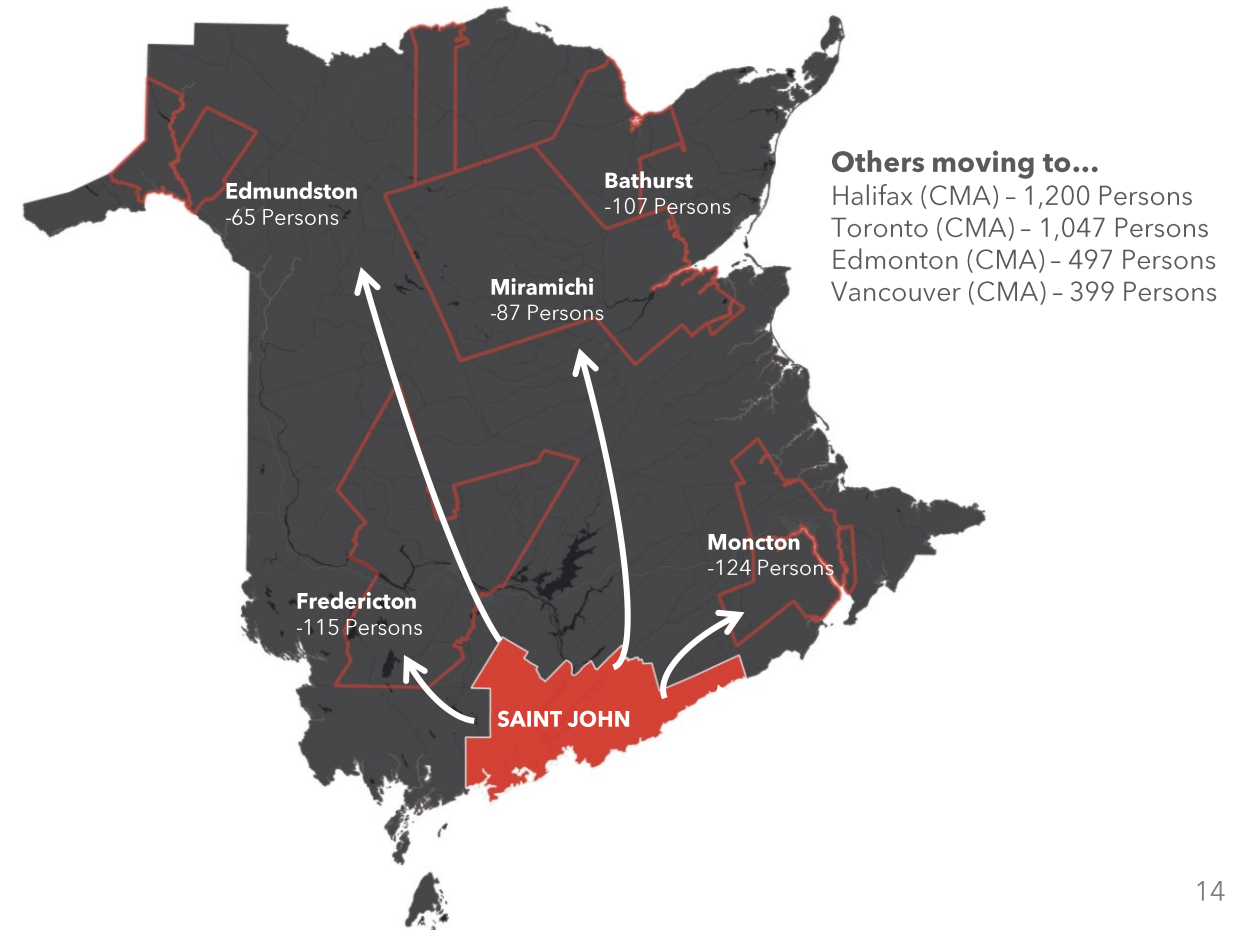 Edmundston
-65 Persons
Bathurst
-107 Persons
Others moving to...
Halifax (CMA) – 1,200 Persons
Toronto (CMA) – 1,047 Persons
Edmonton (CMA) – 497 Persons
Vancouver (CMA) – 399 Persons
Miramichi
-87 Persons
Moncton
-124 Persons
Fredericton
-115 Persons
SAINT JOHN
14